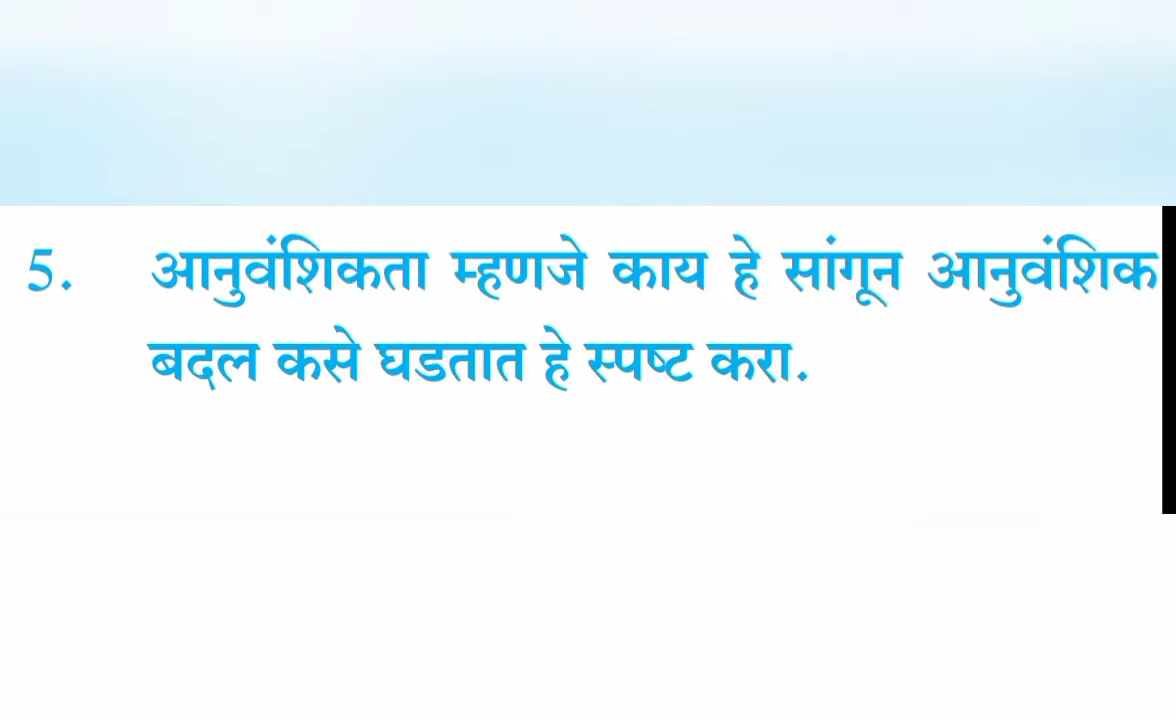 5. आनुवंशिकता म्हणजे काय हे सांगून आनुवंशिक
बदल कसे घडतात हे स्पष्ट करा.